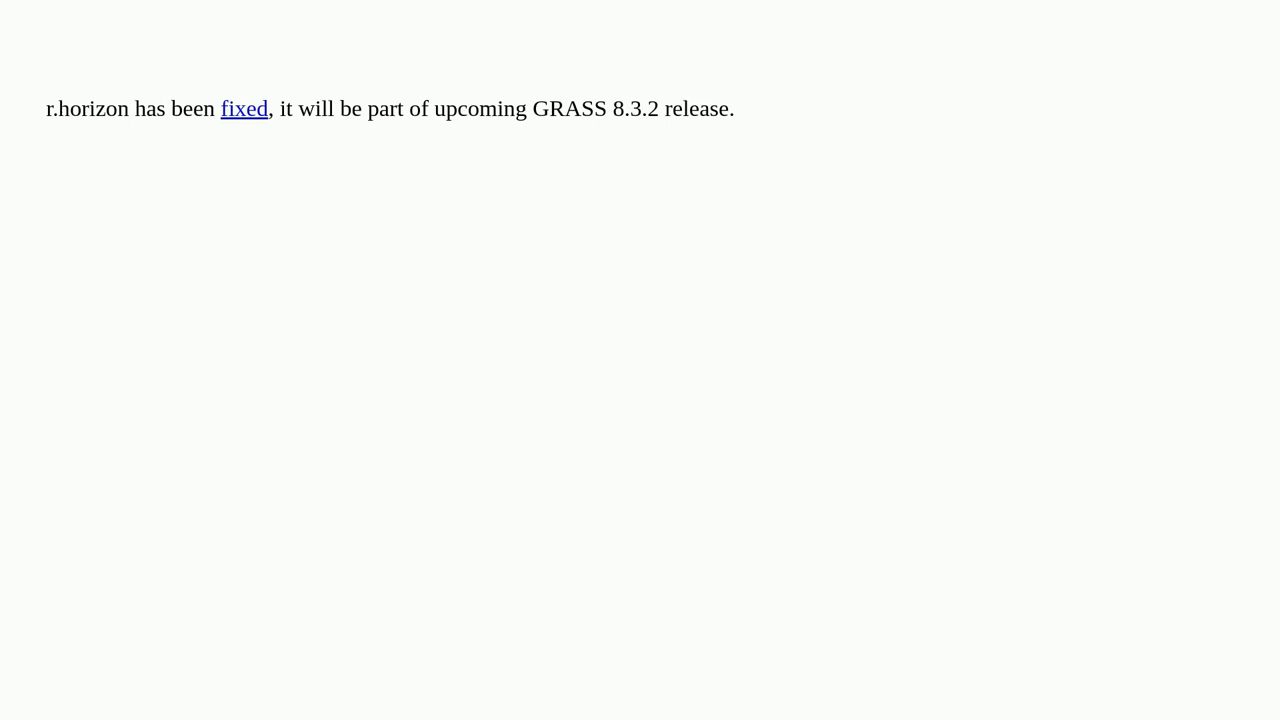 r.horizon has been fixed, it will be part of upcoming GRASS 8.3.2 release.